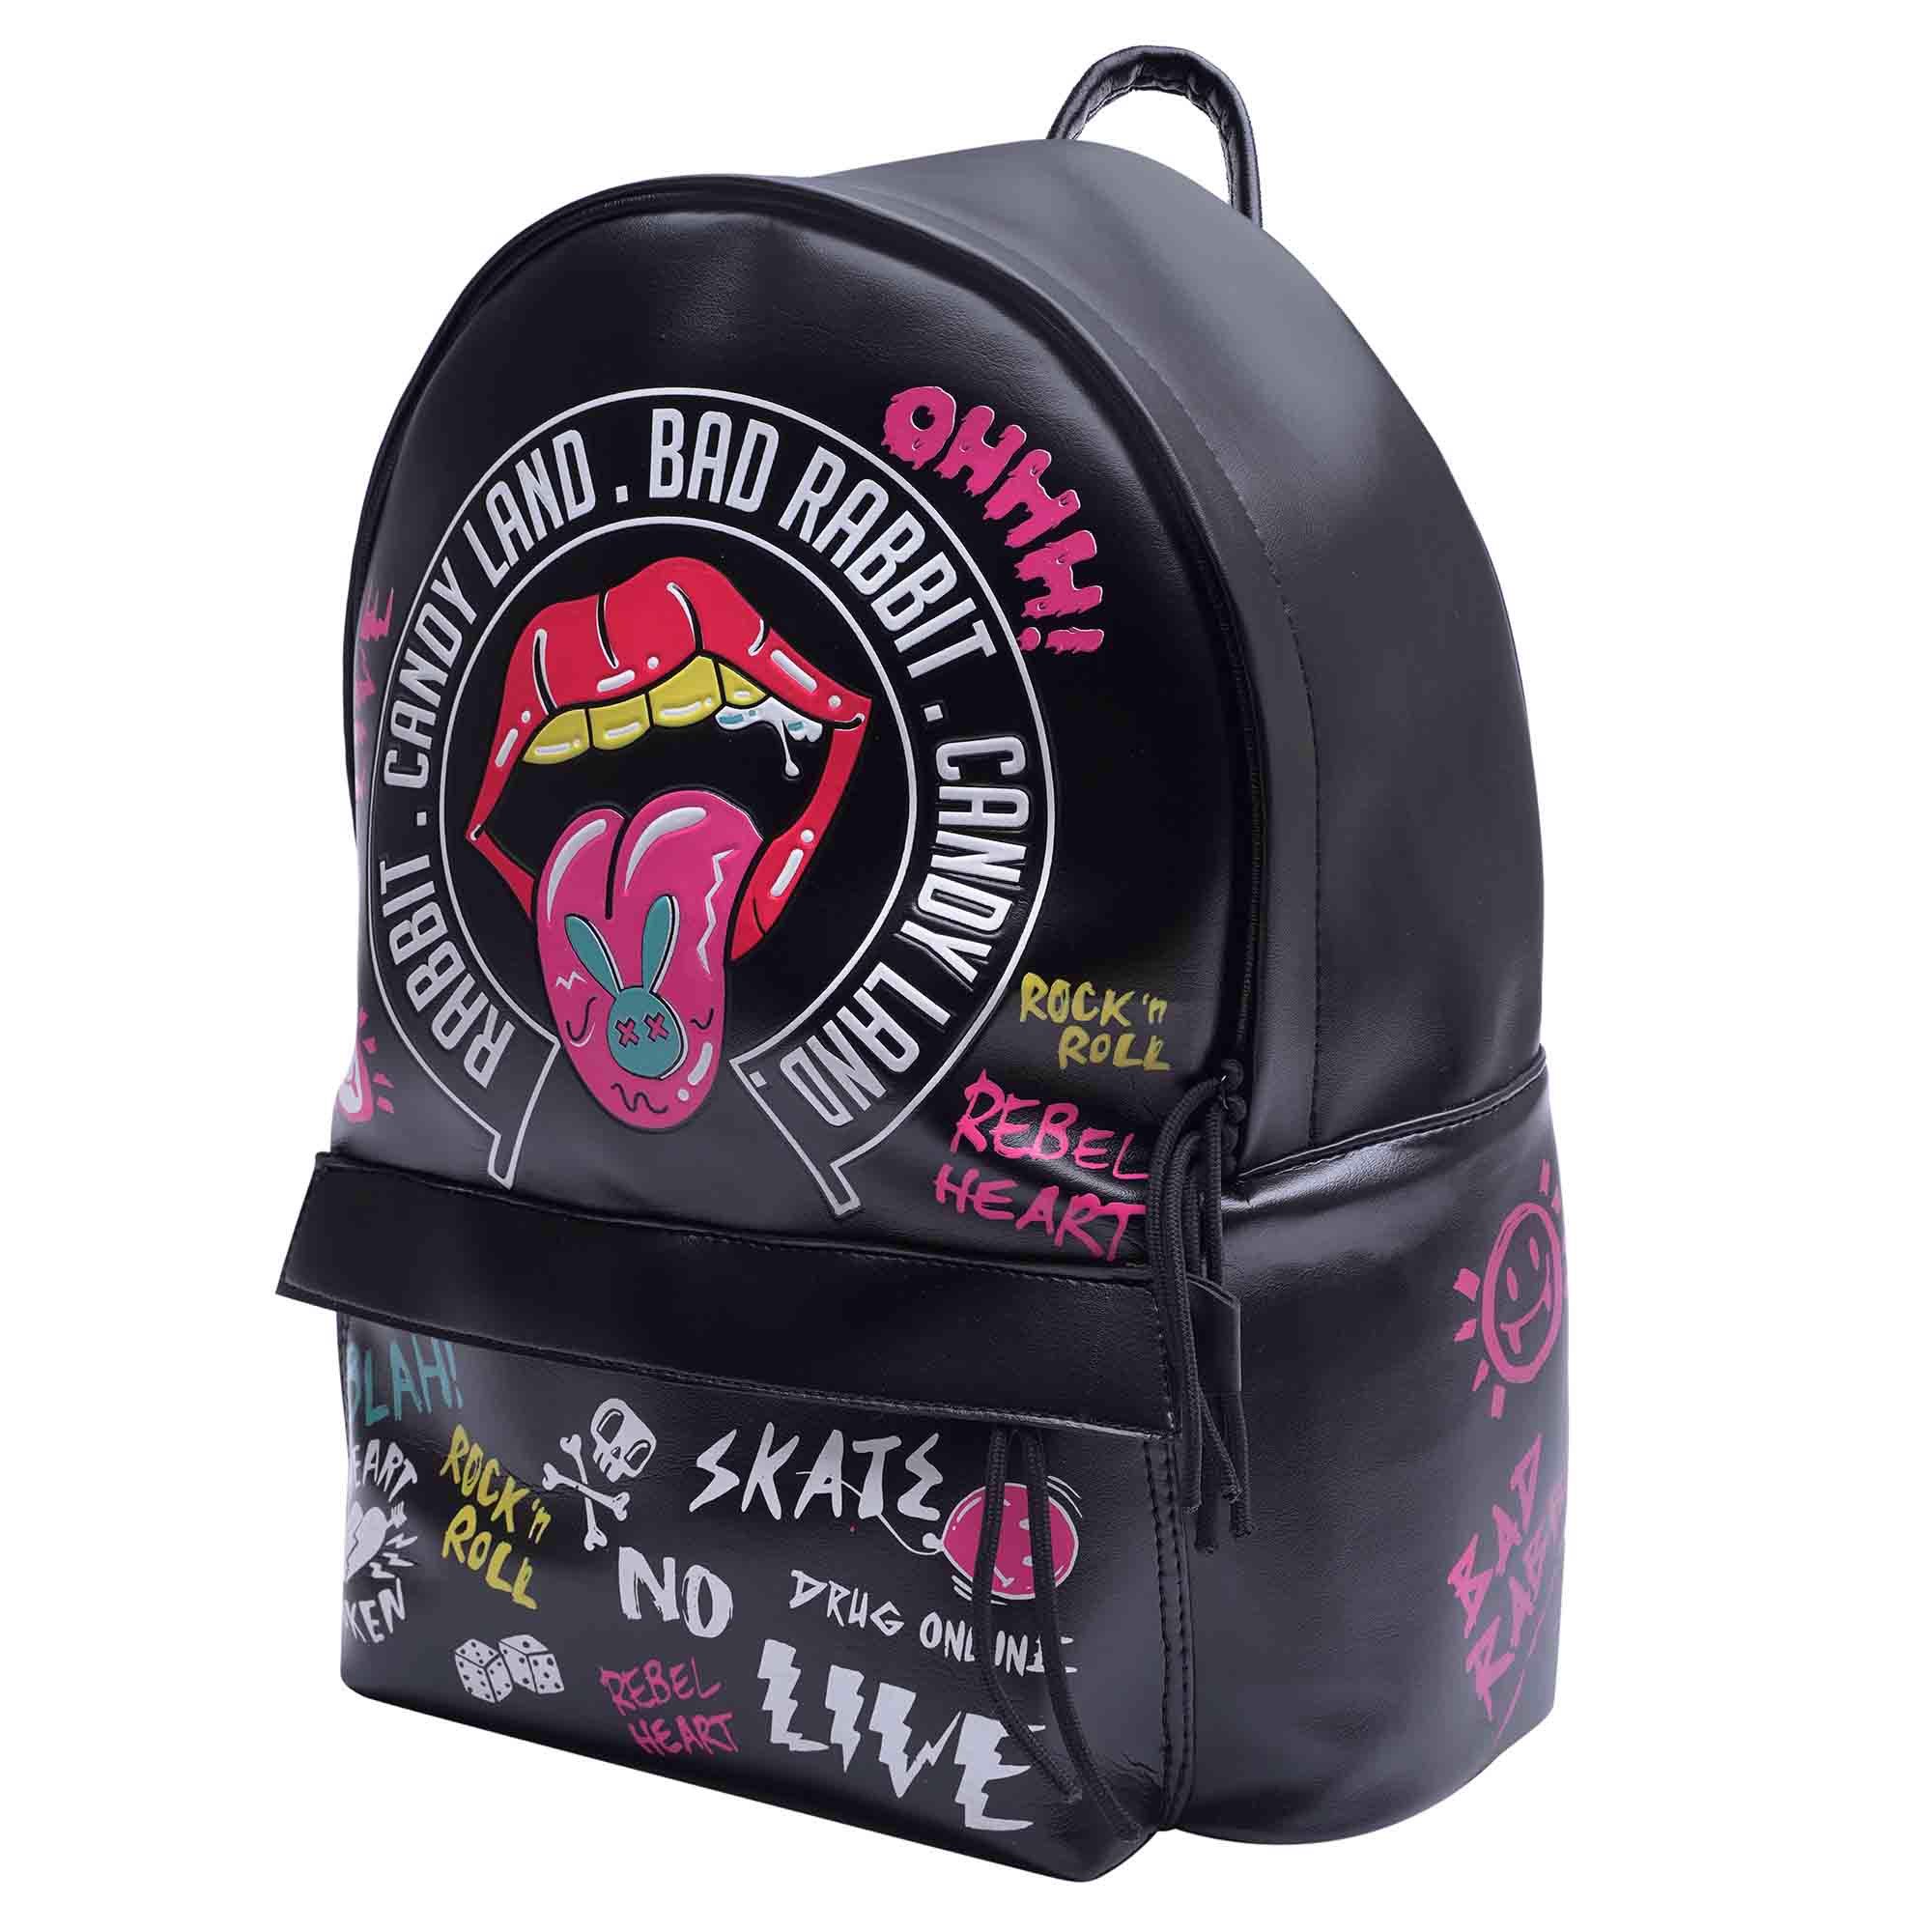 RABBIT . CANDY LAND . BAD RABBIT . CANDY LAND.
OHHH!
ROCK 'n
ROLL
REBEL
HEART
BLAH!
ROCK 'n
ROLL
SKATE
NO
DRUG ONLINE
REBEL
HEART
LIVE
BAD